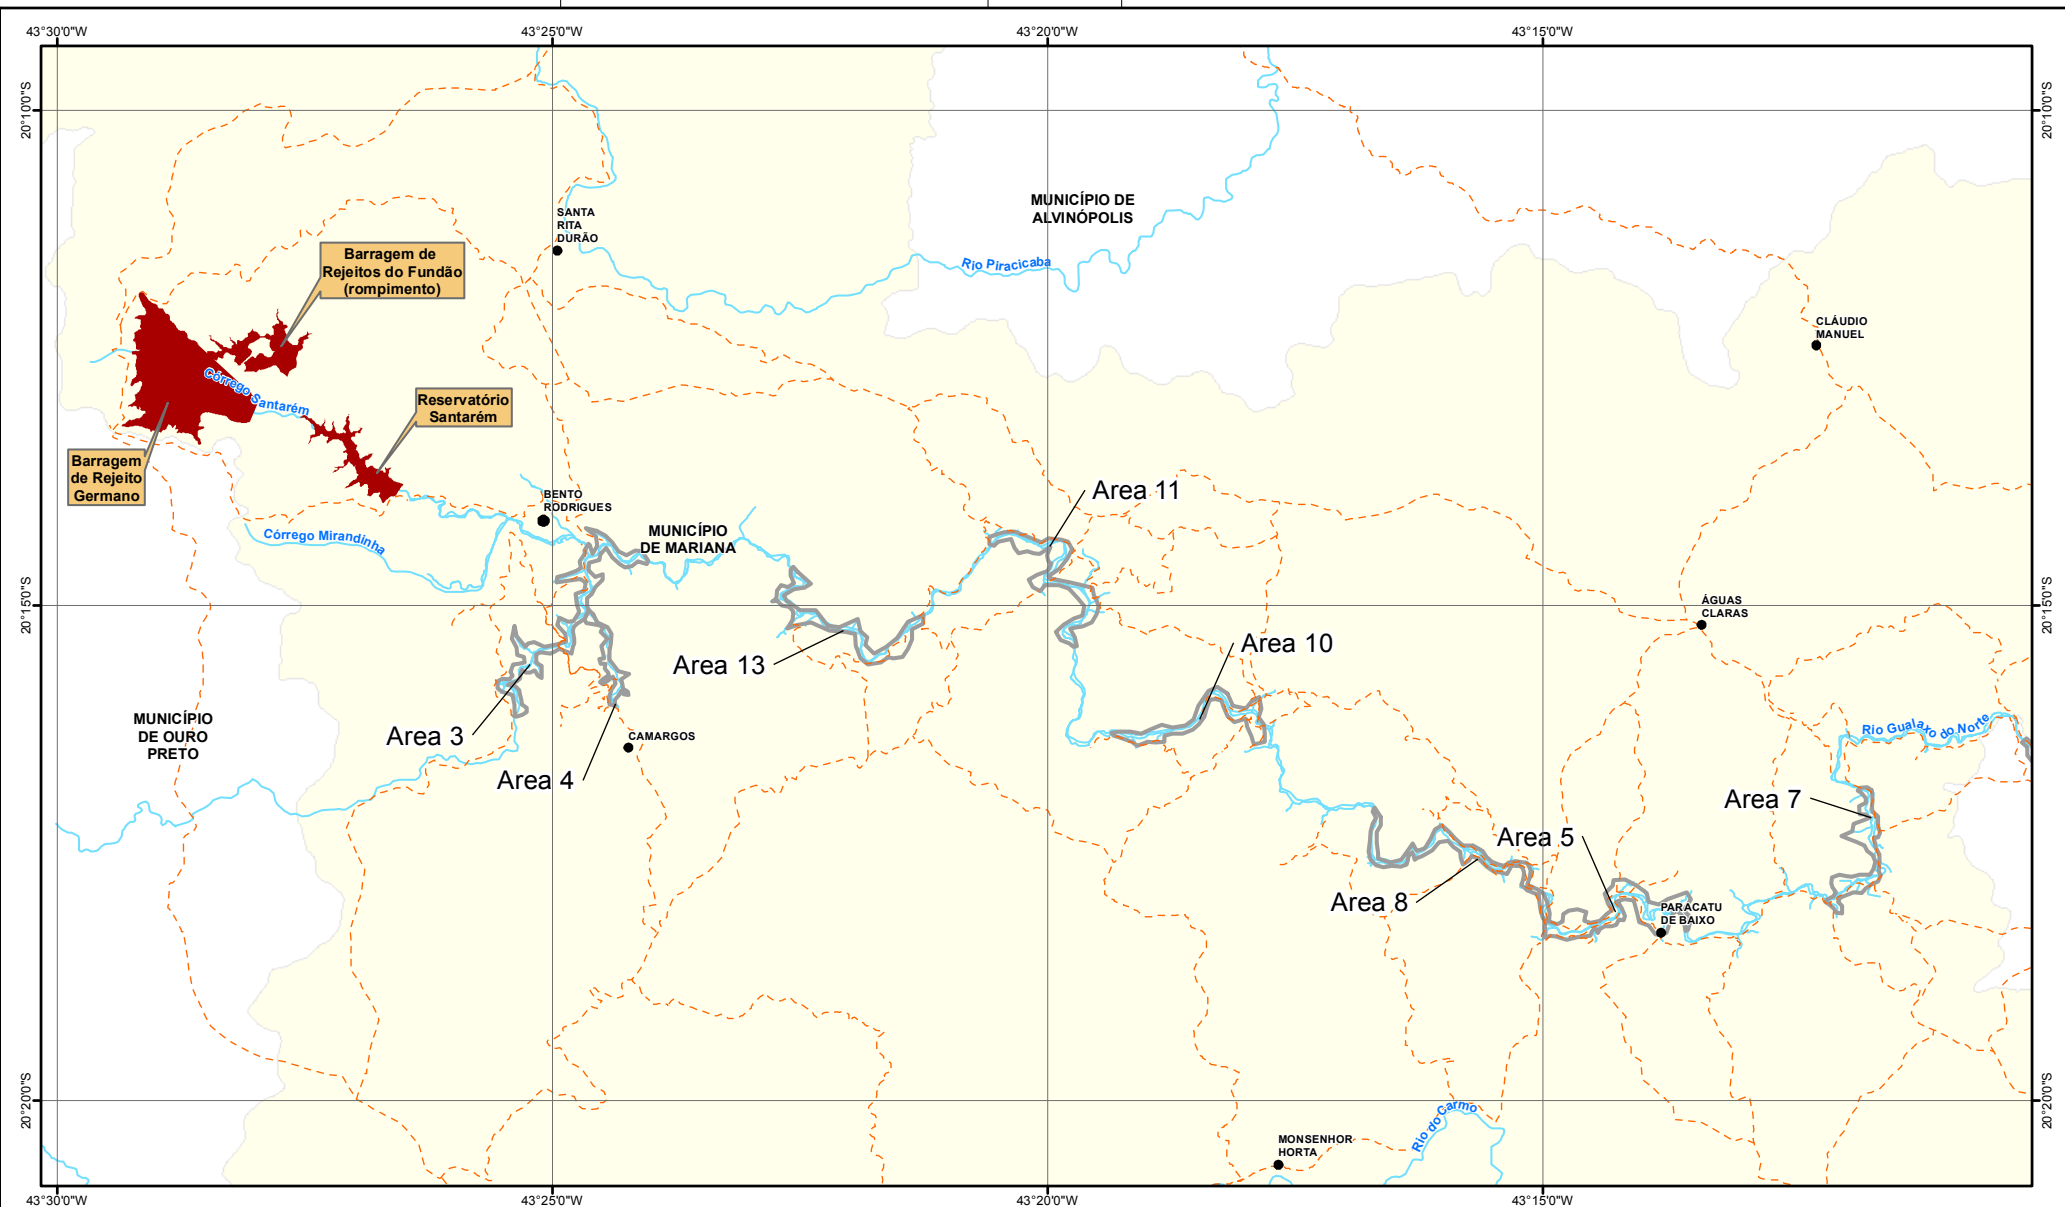 43°30'0"W
43°25'0"W
43°20'0"W
43°15'0"W
20°10'0"S
20°10'0"S
MUNICÍPIO DE
ALVINÓPOLIS
SANTA
RITA
DURÃO
Barragem de
Rejeitos do Fundão
(rompimento)
Rio Piracicaba
CLÁUDIO
MANUEL
Córrego Santarém
Reservatório
Santarém
Barragem
de Rejeito
Germano
Area 11
BENTO
RODRIGUES
Córrego Mirandinha
MUNICÍPIO
DE MARIANA
20°15'0"S
20°15'0"S
ÁGUAS
CLARAS
Area 10
Area 13
MUNICÍPIO
DE OURO
PRETO
Area 3
CAMARGOS
Rio Gualaxo do Norte
Area 4
Area 7
Area 5
Area 8
PARACATU
DE BAIXO
20°20'0"S
20°20'0"S
Rio do Carmo
MONSENHOR
HORTA
43°30'0"W
43°25'0"W
43°20'0"W
43°15'0"W